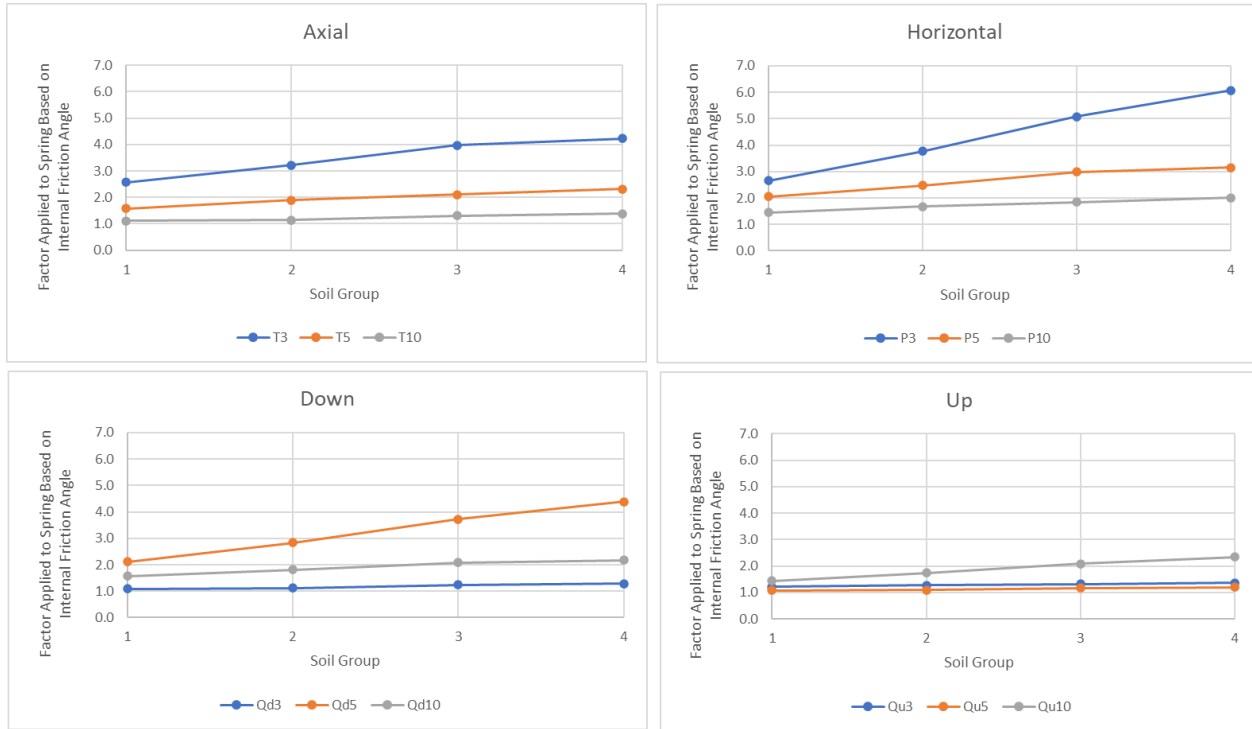 Axial
Factor Applied to Spring Based on
Internal Friction Angle
7.0
6.0
5.0
4.0
3.0
2.0
1.0
0.0
1 2 3 4
Soil Group
T3 T5 T10
Horizontal
Factor Applied to Spring Based on
Internal Friction Angle
7.0
6.0
5.0
4.0
3.0
2.0
1.0
0.0
1 2 3 4
Soil Group
P3 P5 P10
Down
Factor Applied to Spring Based on
Internal Friction Angle
7.0
6.0
5.0
4.0
3.0
2.0
1.0
0.0
1 2 3 4
Soil Group
Qd3 Qd5 Qd10
Up
Factor Applied to Spring Based on
Internal Friction Angle
7.0
6.0
5.0
4.0
3.0
2.0
1.0
0.0
1 2 3 4
Soil Group
Qu3 Qu5 Qu10